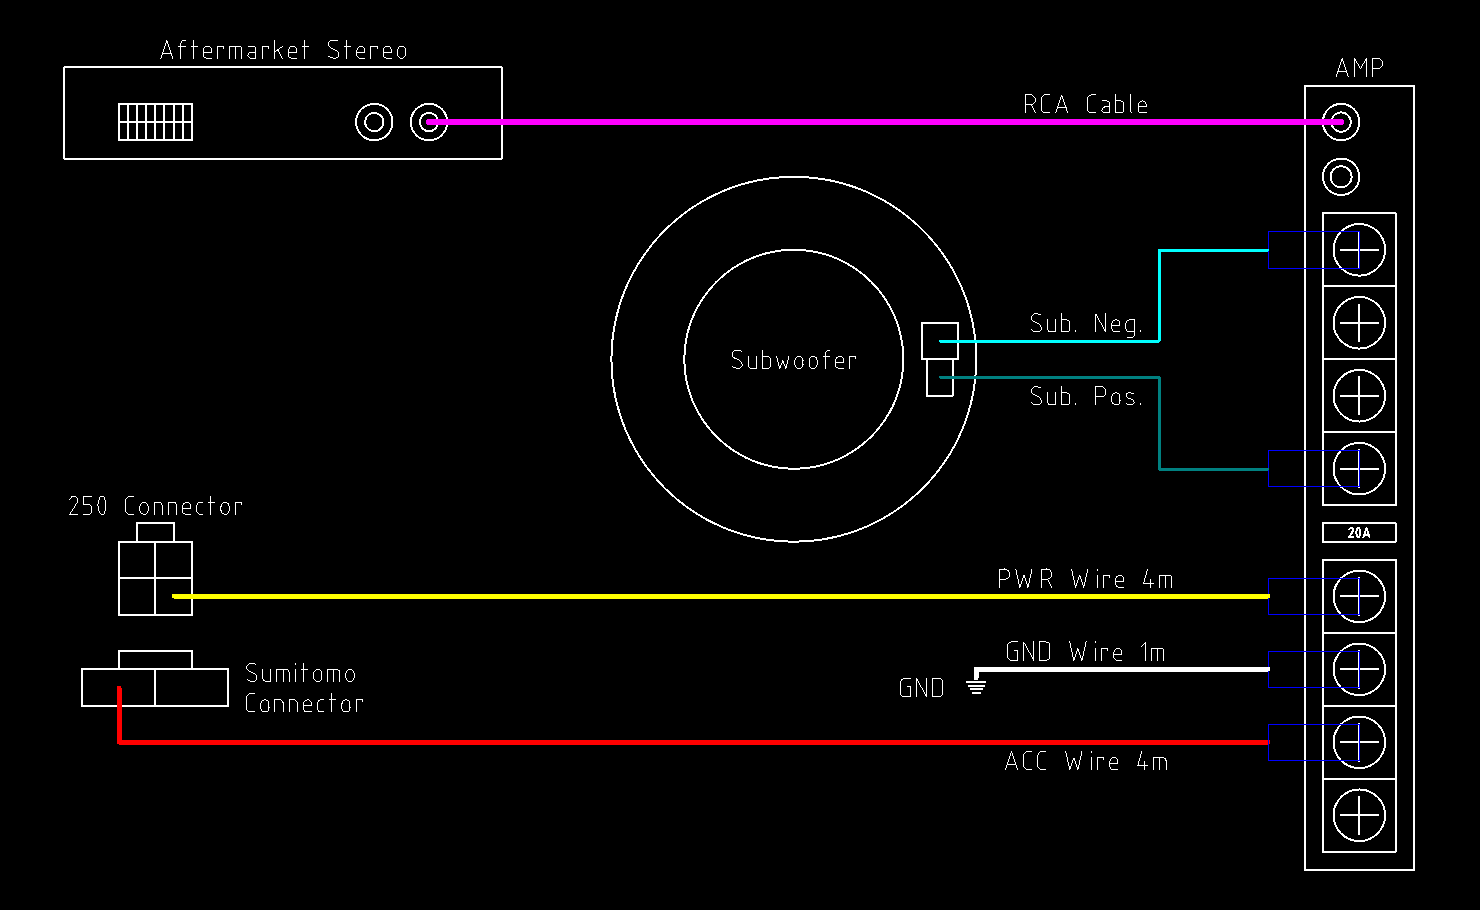 Aftermarket Stereo
AMP
RCA Cable
Sub. Neg.
Subwoofer
Sub. Pos.
250 Connector
20A
PWR Wire 4m
GND Wire 1m
Sumitomo
Connector
GND
ACC Wire 4m